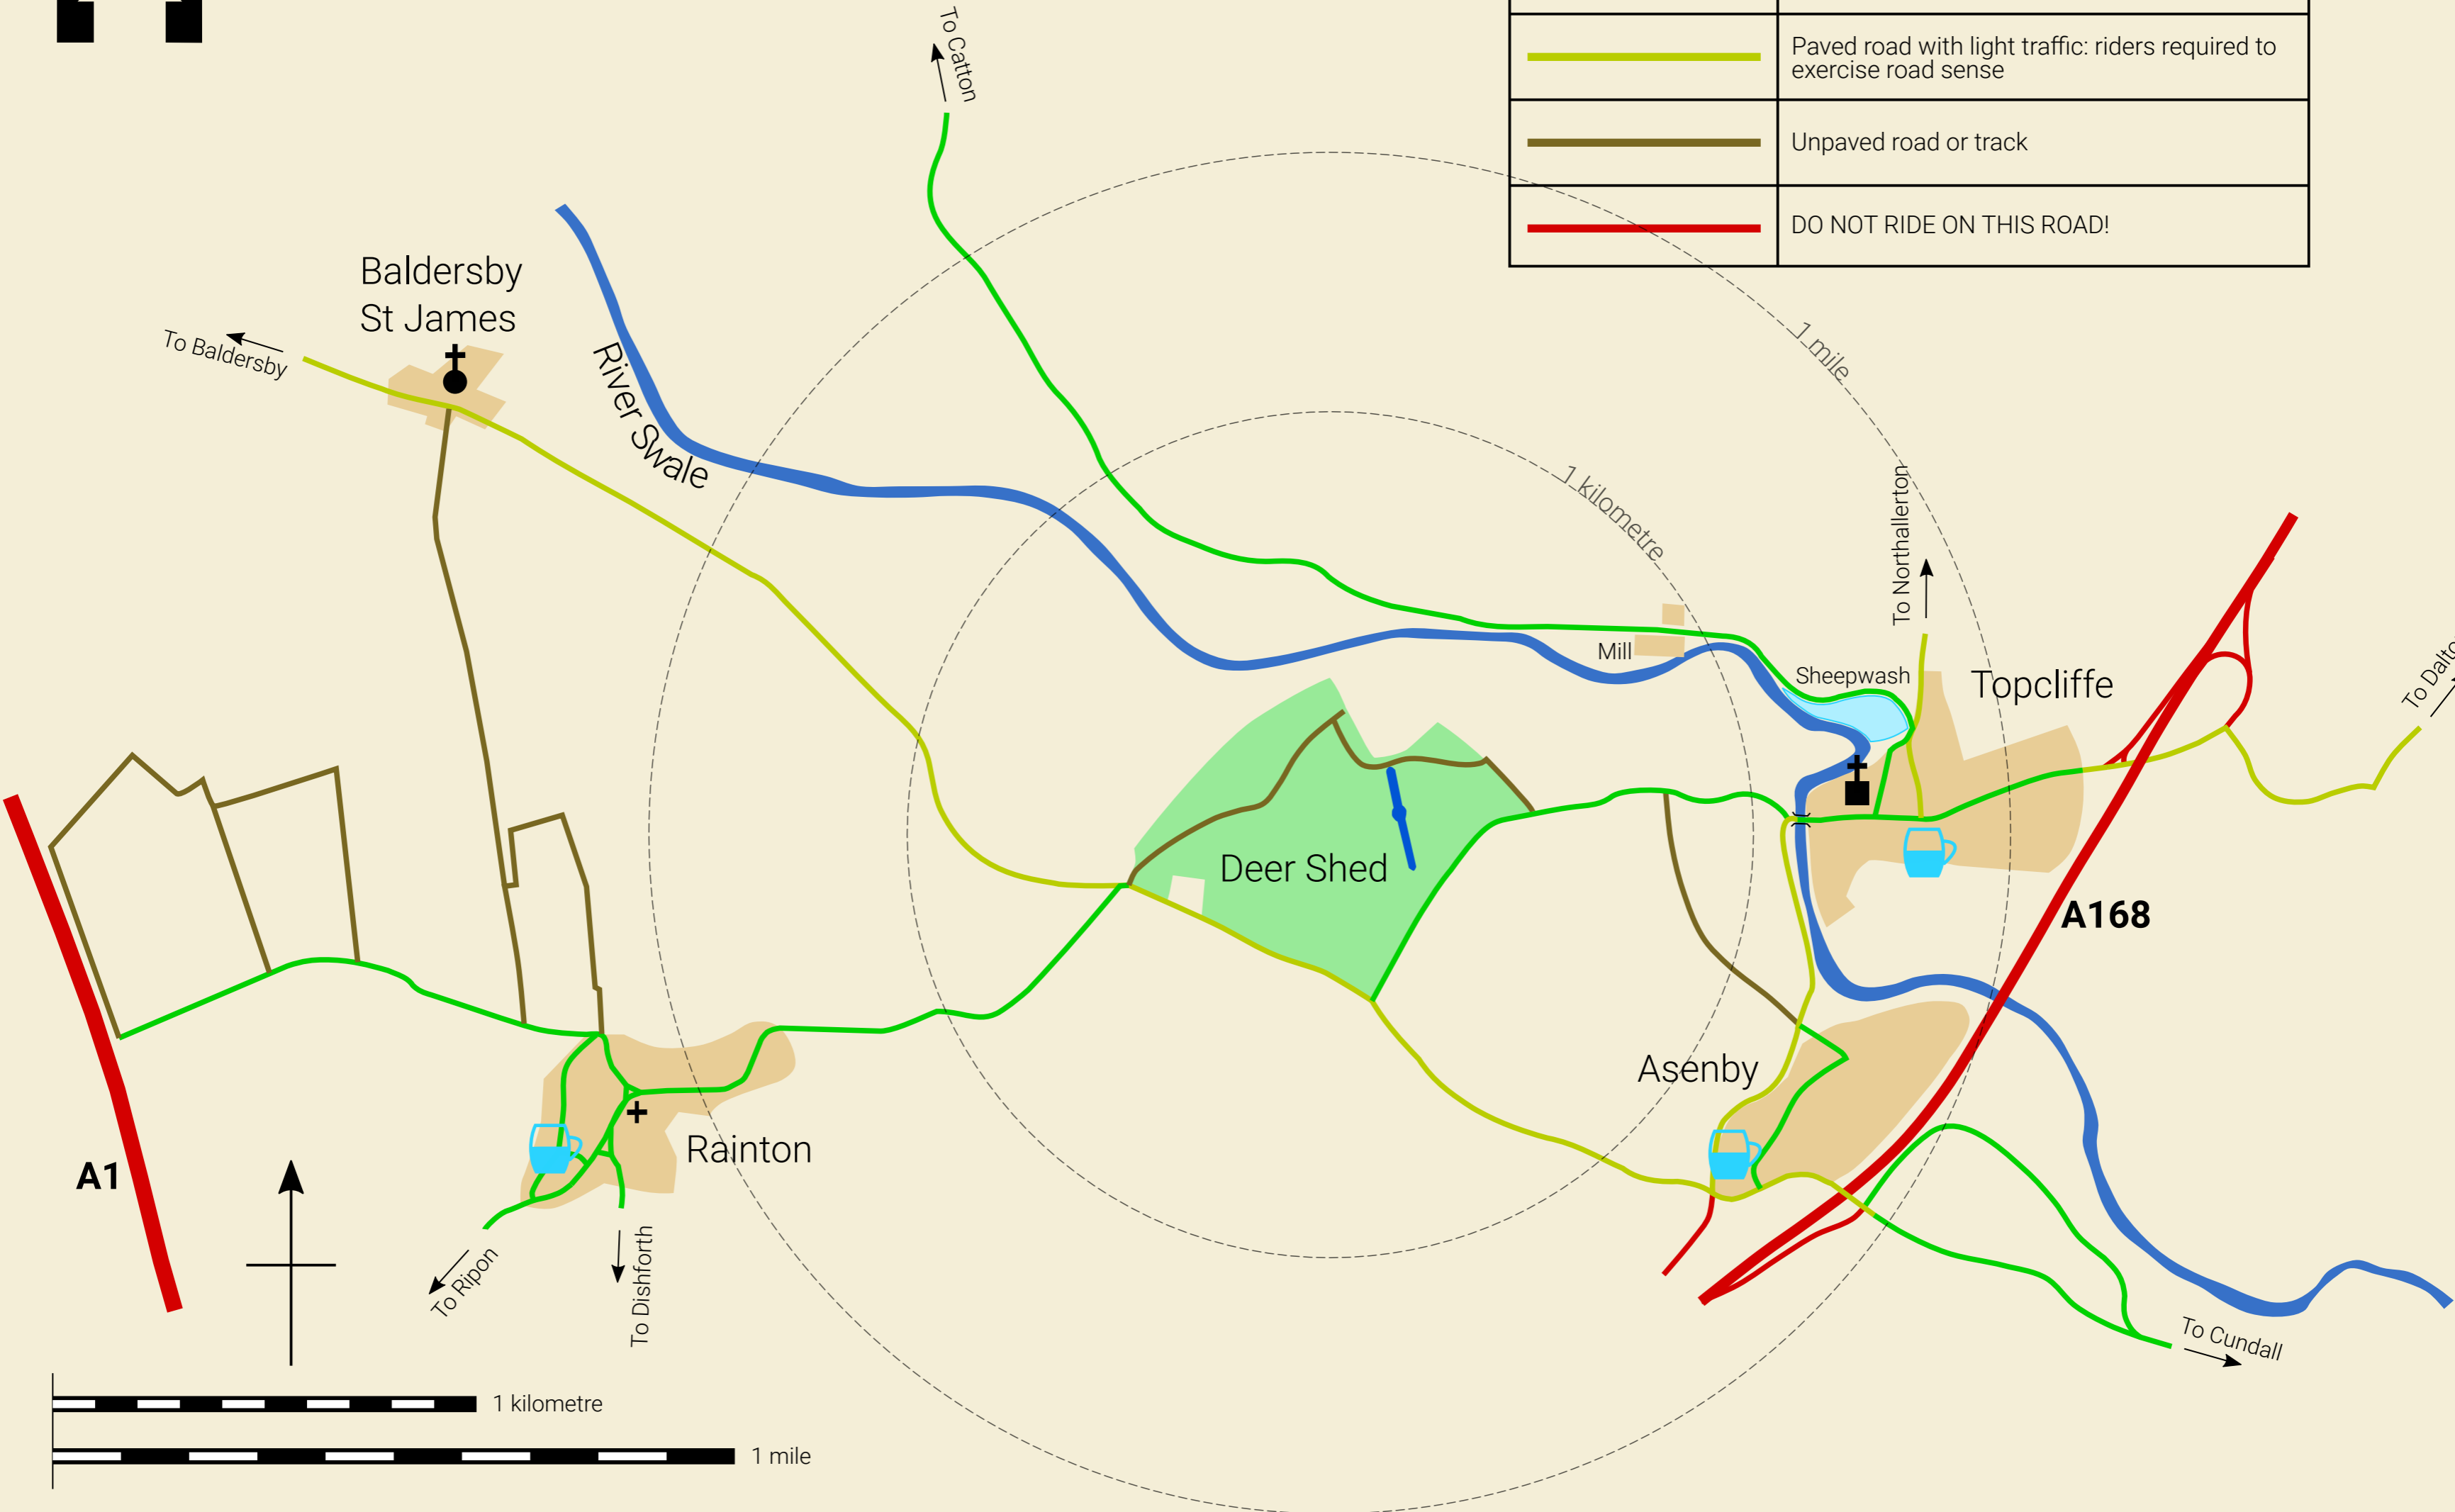 To Catton
Paved road with light traffic: riders required to
exercise road sense
Unpaved road or track
DO NOT RIDE ON THIS ROAD!
Baldersby
St James
To Baldersby
River Swale
1 mile
1 kilometre
To Northallerton
Mill
Sheepwash
Topcliffe
To Dalto
Deer Shed
A168
Asenby
Rainton
A1
To Ripon
To Dishforth
To Cundall
1 kilometre
1 mile